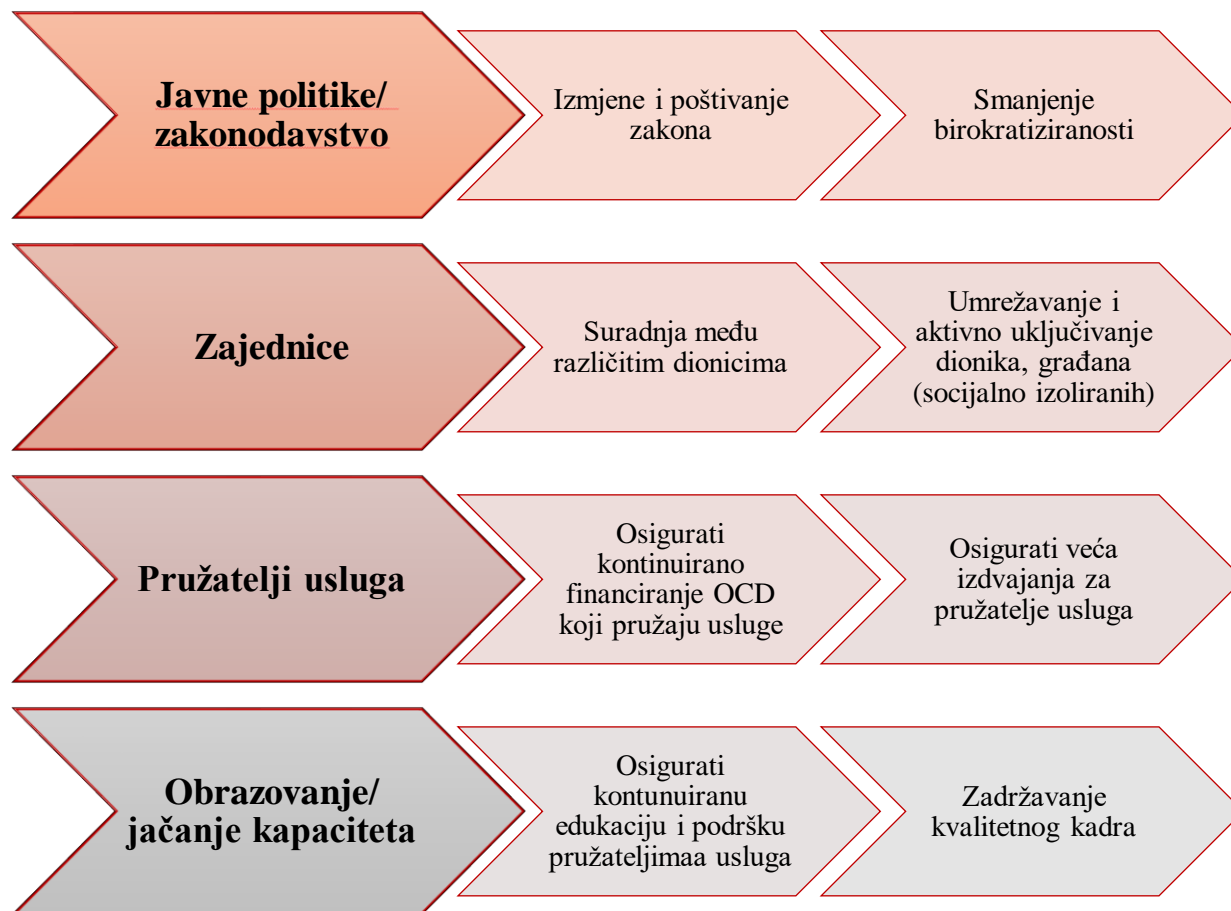 Javne politike/
zakonodavstvo
Izmjene i poštivanje
zakona
Smanjenje
birokratiziranosti
Zajednice
Suradnja među
različitim dionicima
Umrežavanje i
aktivno uključivanje
dionika, građana
(socijalno izoliranih)
Pružatelji usluga
Osigurati
kontinuirano
financiranje OCD
koji pružaju usluge
Osigurati veća
izdvajanja za
pružatelje usluga
Obrazovanje/
jačanje kapaciteta
Osigurati
kontunuiranu
edukaciju i podršku
pružateljimaa usluga
Zadržavanje
kvalitetnog kadra